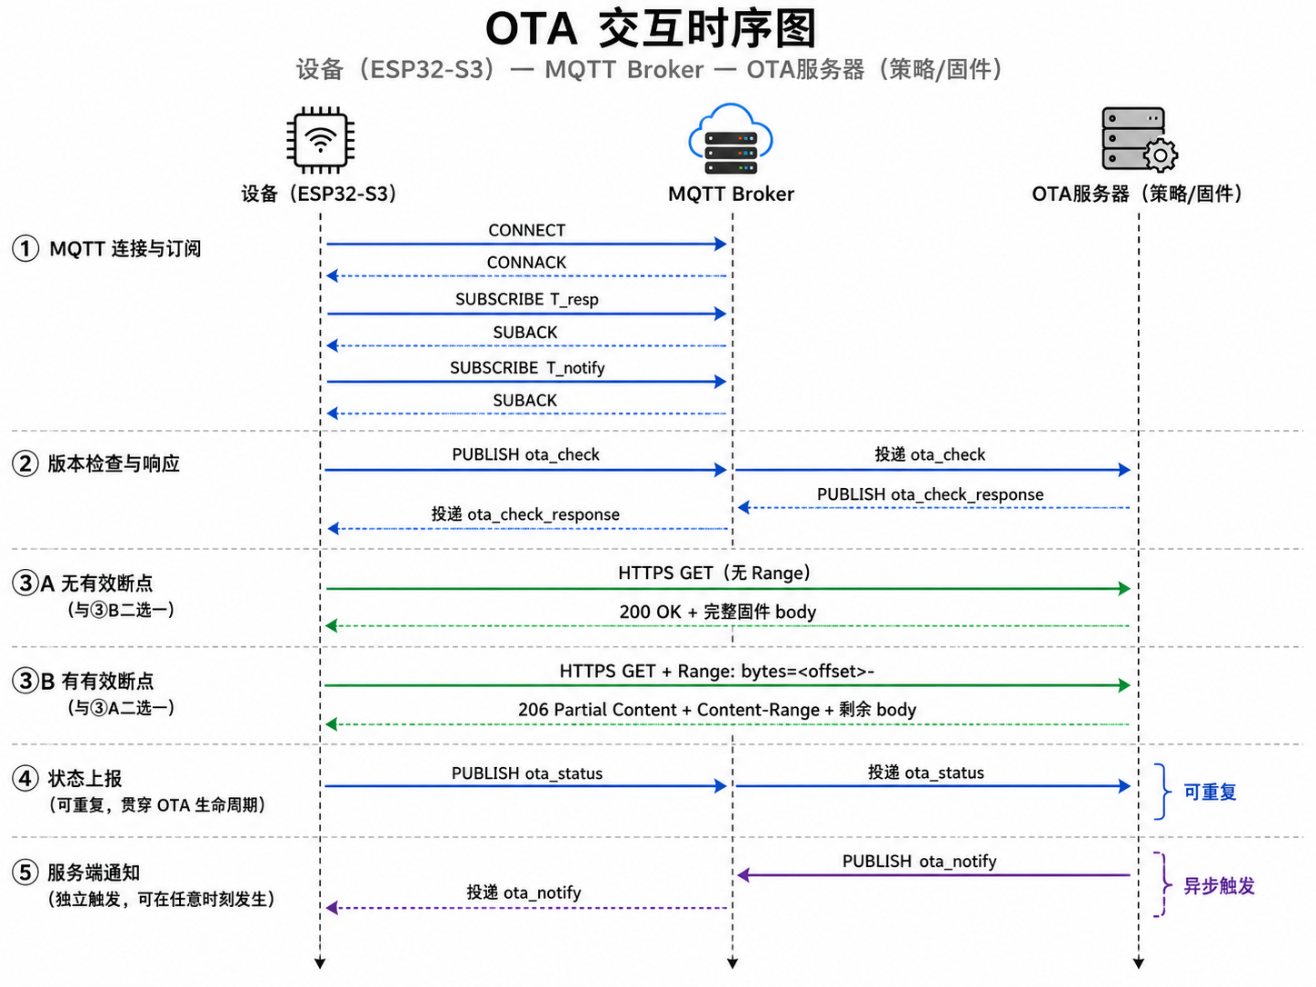 OTA 交互时序图
设备（ESP32-S3）— MQTT Broker — OTA服务器（策略/固件）
设备（ESP32-S3）
MQTT Broker
OTA服务器（策略/固件）
① MQTT 连接与订阅
CONNECT
CONNACK
SUBSCRIBE T_resp
SUBACK
SUBSCRIBE T_notify
SUBACK
② 版本检查与响应
PUBLISH ota_check
投递 ota_check
PUBLISH ota_check_response
投递 ota_check_response
③A 无有效断点
（与③B二选一）
HTTPS GET（无 Range）
200 OK + 完整固件 body
③B 有有效断点
（与③A二选一）
HTTPS GET + Range: bytes=<offset>-
206 Partial Content + Content-Range + 剩余 body
④ 状态上报
（可重复，贯穿 OTA 生命周期）
PUBLISH ota_status
投递 ota_status
可重复
⑤ 服务端通知
（独立触发，可在任意时刻发生）
PUBLISH ota_notify
投递 ota_notify
异步触发